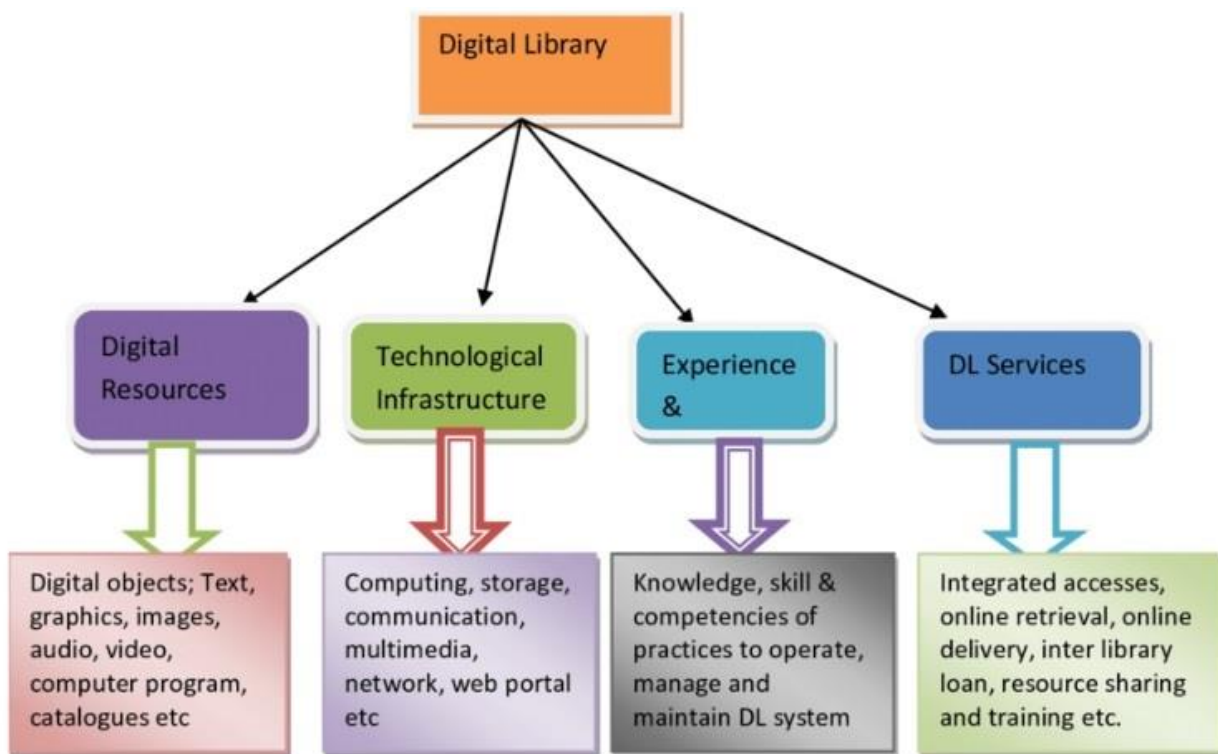 Digital Library
Digital
Resources
Technological
Infrastructure
Experience
&
DL Services
Digital objects; Text,
graphics, images,
audio, video,
computer program,
catalogues etc
Computing, storage,
communication,
multimedia,
network, web portal
etc
Knowledge, skill &
competencies of
practices to operate,
manage and
maintain DL system
Integrated accesses,
online retrieval, online
delivery, inter library
loan, resource sharing
and training etc.